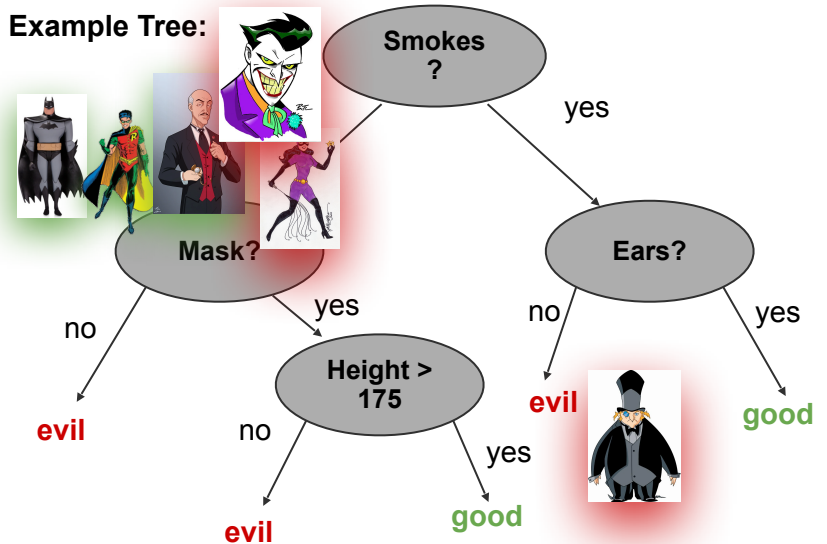 Example Tree:
Smokes
?
yes
Mask?
Ears?
no
yes
no
yes
Height >
175
evil
evil
good
no
yes
evil
good